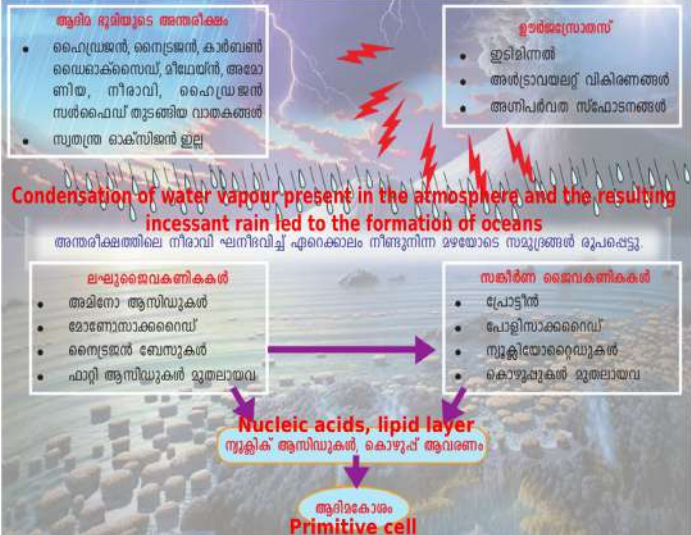 ആദിമ ഭൂമിയുടെ അന്തരീക്ഷം
ഹൈഡ്രജൻ, നൈട്രജൻ, കാർബൺ
ഡൈഓക്സൈഡ്, മീഥേയ്ൻ, അമോ
ണിയ, നീരാവി, ഹൈഡ്രജൻ
സൾഫൈഡ് തുടങ്ങിയ വാതകങ്ങൾ
സ്വതന്ത്ര ഓക്സിജൻ ഇല്ല
ഊർജസ്രോതസ്
ഇടിമിന്നൽ
അൾട്രാവയലറ്റ് വികിരണങ്ങൾ
അഗ്നിപർവത സ്ഫോടനങ്ങൾ
Condensation of water vapour present in the atmosphere and the resulting
incessant rain led to the formation of oceans
അന്തരീക്ഷത്തിലെ നീരാവി ഘനീഭവിച്ച് ഏറെക്കാലം നീണ്ടുനിന്ന മഴയോടെ സമുദ്രങ്ങൾ രൂപപ്പെട്ടു.
ലഘുജൈവകണികകൾ
അമിനോ ആസിഡുകൾ
മോണോസാക്കറൈഡ്
നൈട്രജൻ ബേസുകൾ
ഫാറ്റി ആസിഡുകൾ മുതലായവ
സങ്കീർണ ജൈവകണികകൾ
പ്രോട്ടീൻ
പോളിസാക്കറൈഡ്
ന്യൂക്ലിയോറ്റൈഡുകൾ
കൊഴുപ്പുകൾ മുതലായവ
Nucleic acids, lipid layer
ന്യൂക്ലിക് ആസിഡുകൾ, കൊഴുപ്പ് ആവരണം
ആദിമകോശം
Primitive cell